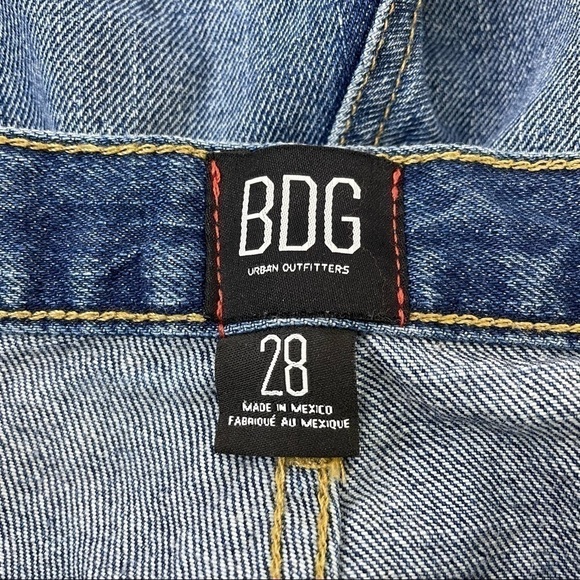 BDG
URBAN OUTFITTERS
28
MADE IN MEXICO
FABRIQUÉ AU MEXIQUE